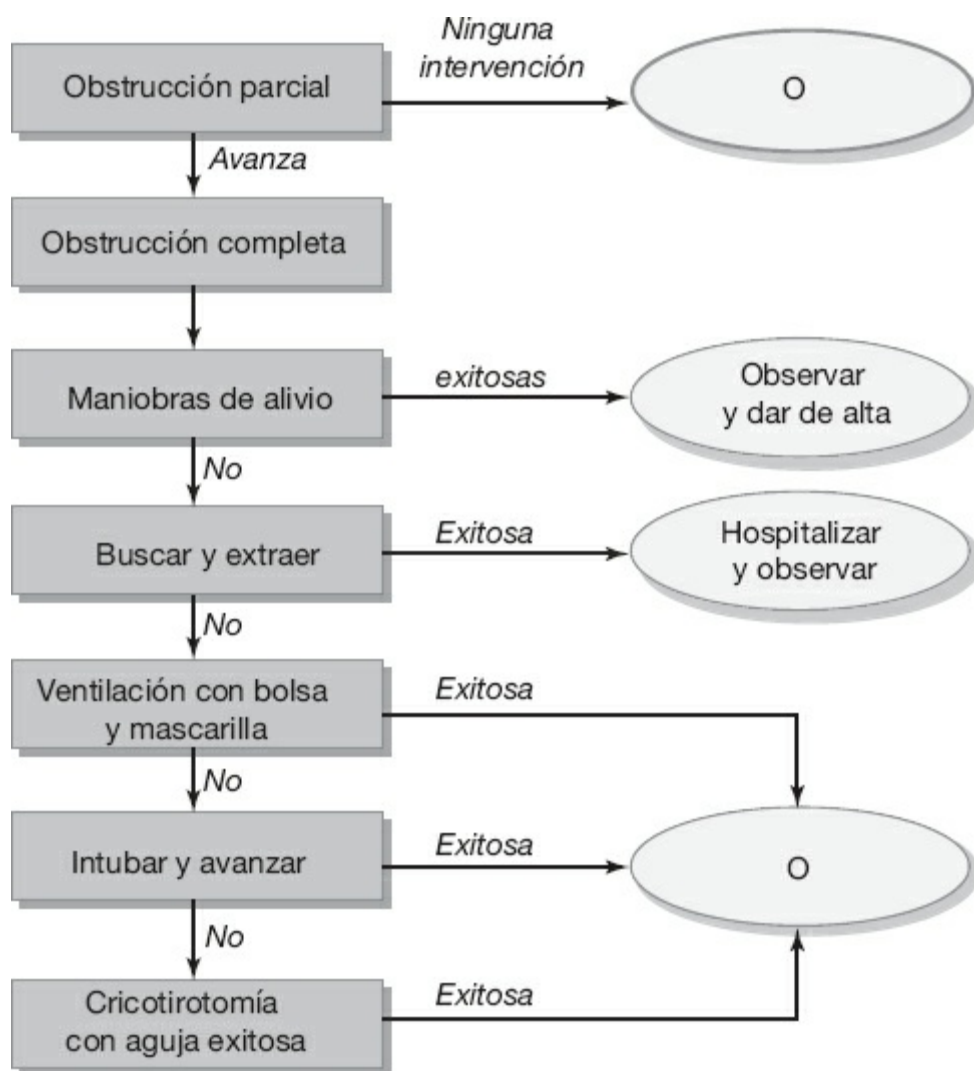 Ninguna
intervención
Obstrucción parcial
O
Avanza
Obstrucción completa
Maniobras de alivio
exitosas
Observar
y dar de alta
No
Buscar y extraer
Exitosa
Hospitalizar
y observar
No
Ventilación con bolsa
y mascarilla
Exitosa
No
Intubar y avanzar
Exitosa
O
No
Cricotirotomía
con aguja exitosa
Exitosa